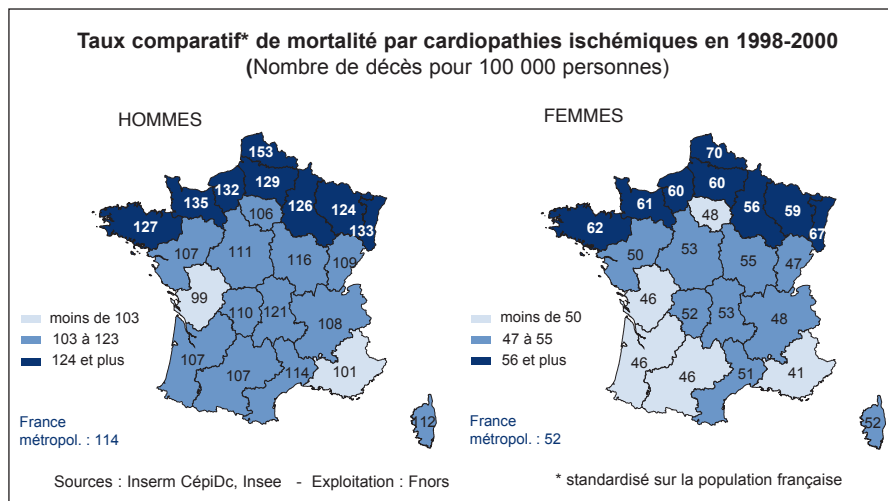 Taux comparatif* de mortalité par cardiopathies ischémiques en 1998-2000
(Nombre de décès pour 100 000 personnes)
HOMMES
153
132
129
135
126
124
133
127
106
107
111
116
109
99
110
121
108
107
107
114
101
112
moins de 103
103 à 123
124 et plus
France
métropol. : 114
FEMMES
70
60
60
61
56
59
67
62
48
50
53
55
47
46
52
53
48
46
46
51
41
52
moins de 50
47 à 55
56 et plus
France
métropol. : 52
Sources : Inserm CépiDc, Insee - Exploitation : Fnors
* standardisé sur la population française